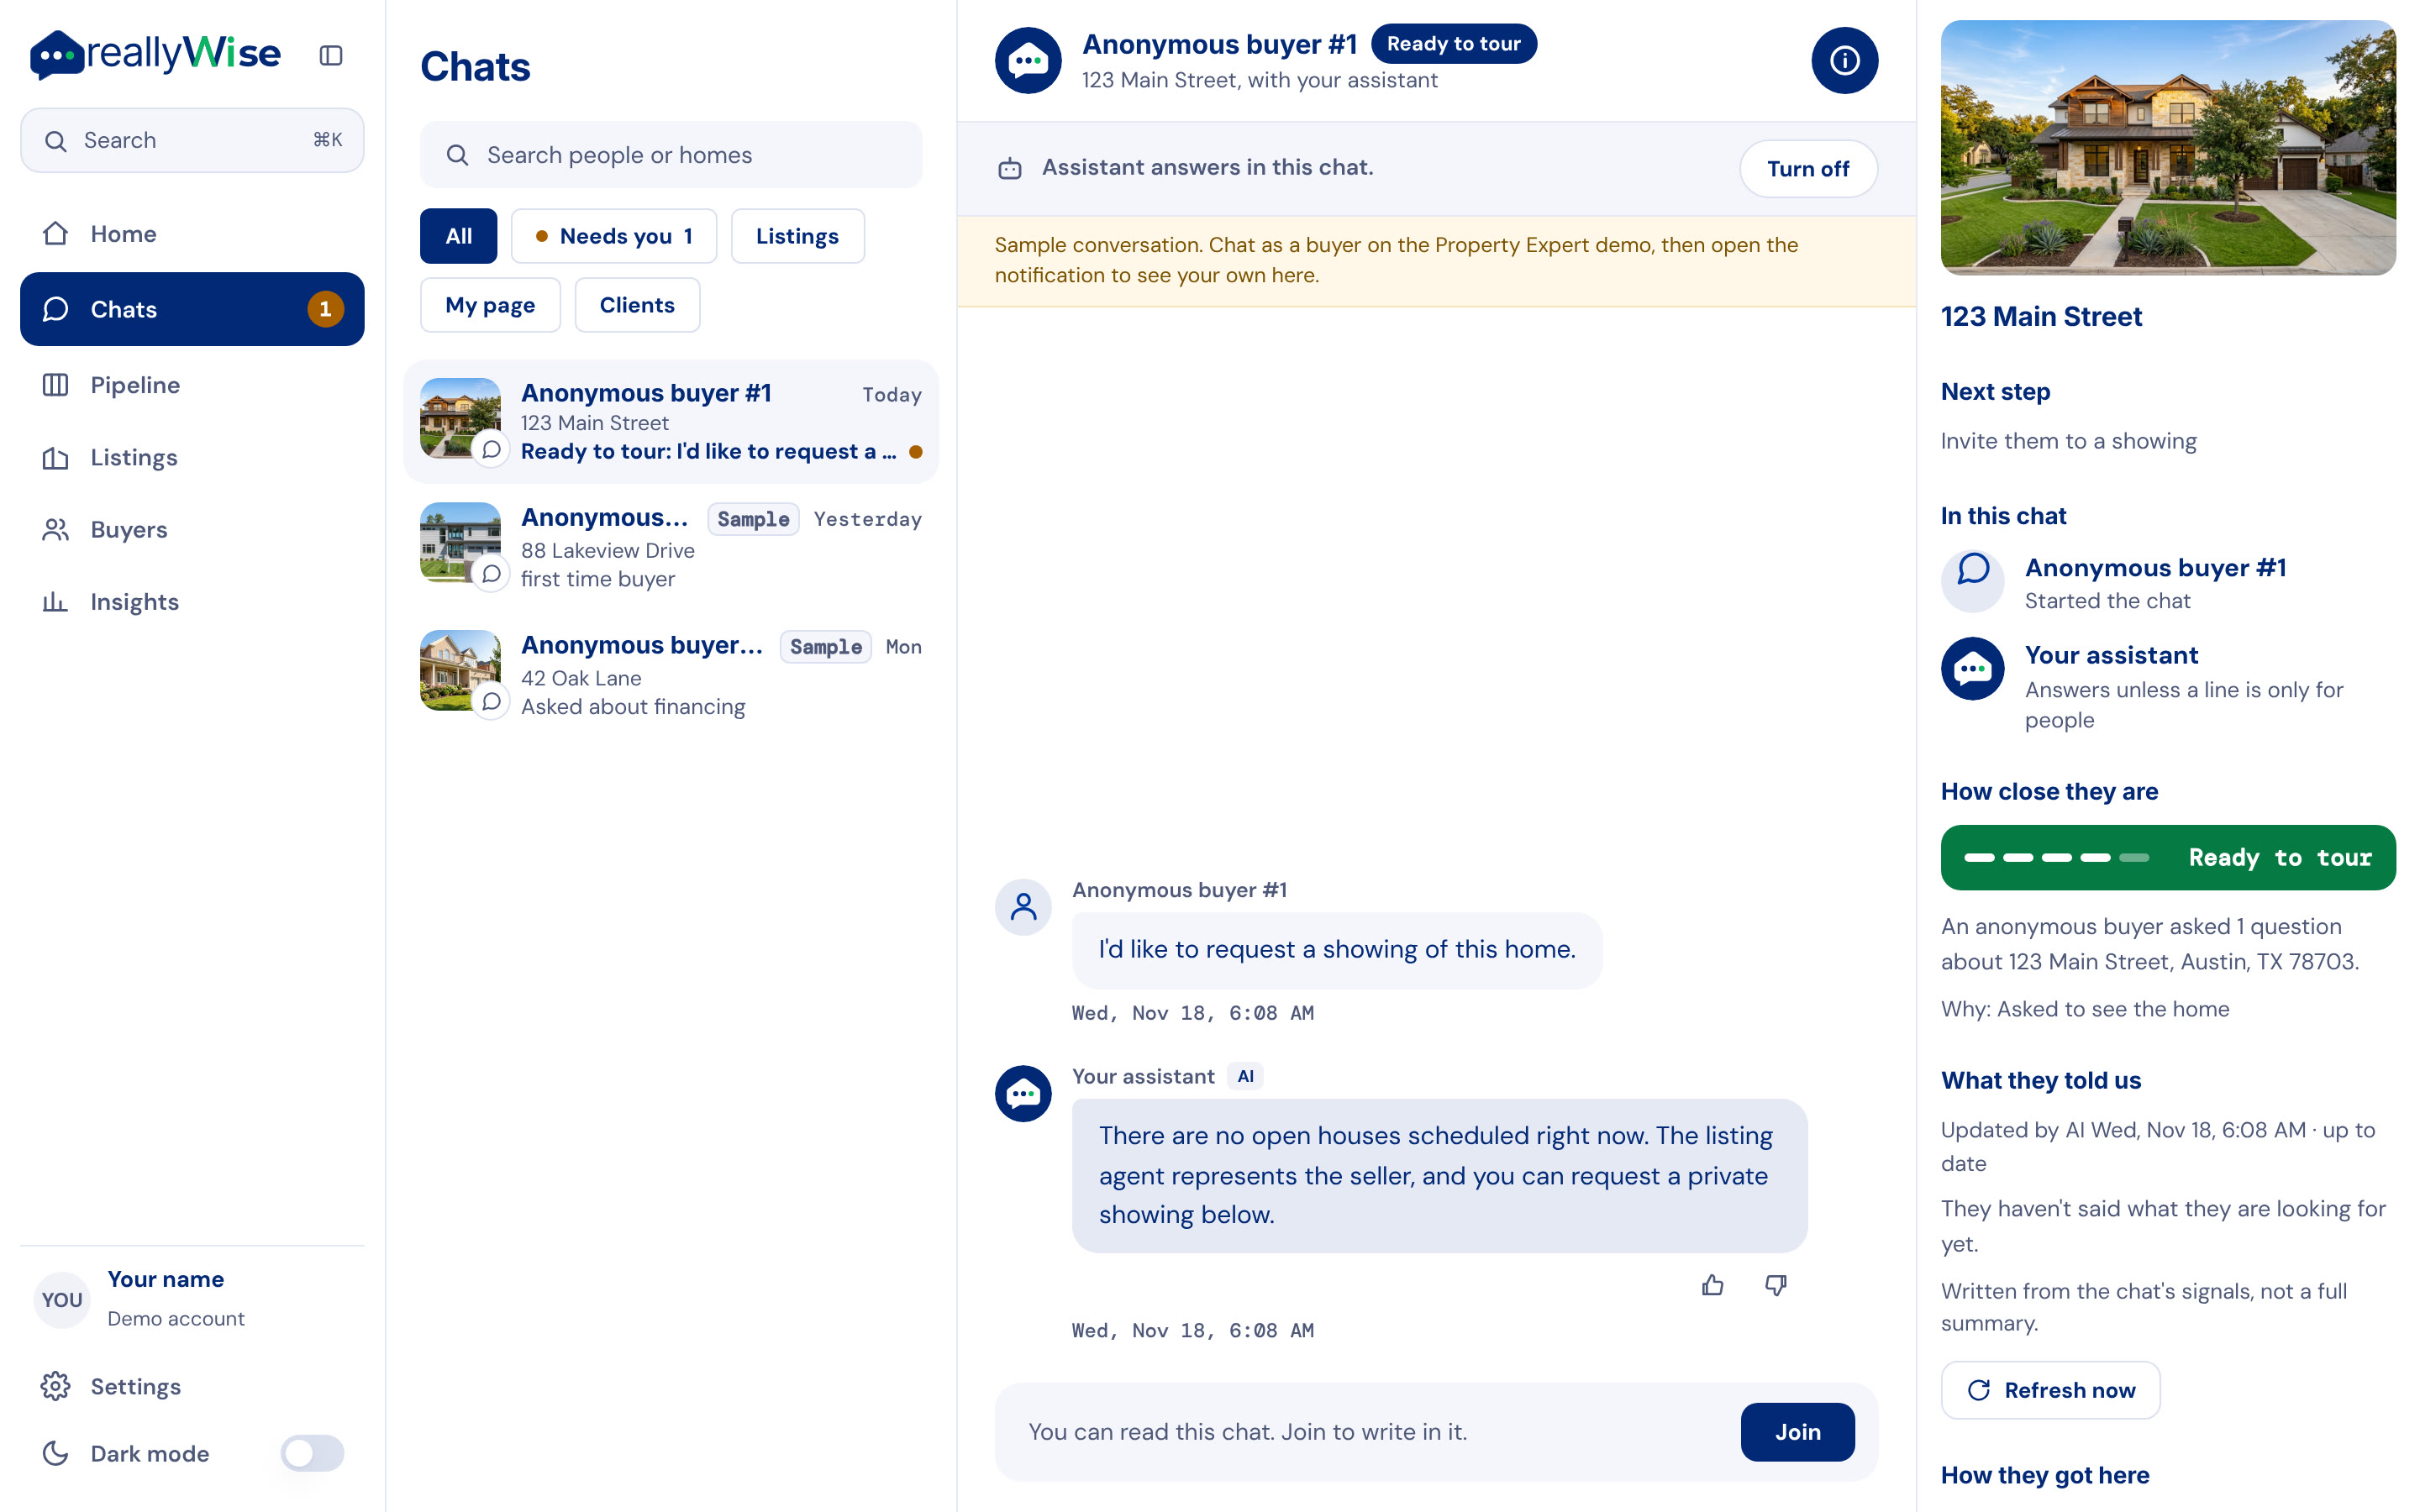 reallyWise
Search ⌘K
Home
Chats 1
Pipeline
Listings
Buyers
Insights
YOU
Your name
Demo account
Settings
Dark mode
Chats
Search people or homes
All
Needs you 1
Listings
My page
Clients
Anonymous buyer #1 Today
123 Main Street
Ready to tour: I'd like to request a ...
Anonymous... Sample Yesterday
88 Lakeview Drive
first time buyer
Anonymous buyer... Sample Mon
42 Oak Lane
Asked about financing
Anonymous buyer #1 Ready to tour
123 Main Street, with your assistant
Assistant answers in this chat.
Turn off
Sample conversation. Chat as a buyer on the Property Expert demo, then open the
notification to see your own here.
Anonymous buyer #1
I'd like to request a showing of this home.
Wed, Nov 18, 6:08 AM
Your assistant AI
There are no open houses scheduled right now. The listing
agent represents the seller, and you can request a private
showing below.
Wed, Nov 18, 6:08 AM
You can read this chat. Join to write in it.
Join
123 Main Street
Next step
Invite them to a showing
In this chat
Anonymous buyer #1
Started the chat
Your assistant
Answers unless a line is only for
people
How close they are
Ready to tour
An anonymous buyer asked 1 question
about 123 Main Street, Austin, TX 78703.
Why: Asked to see the home
What they told us
Updated by AI Wed, Nov 18, 6:08 AM · up to
date
They haven't said what they are looking for
yet.
Written from the chat's signals, not a full
summary.
Refresh now
How they got here